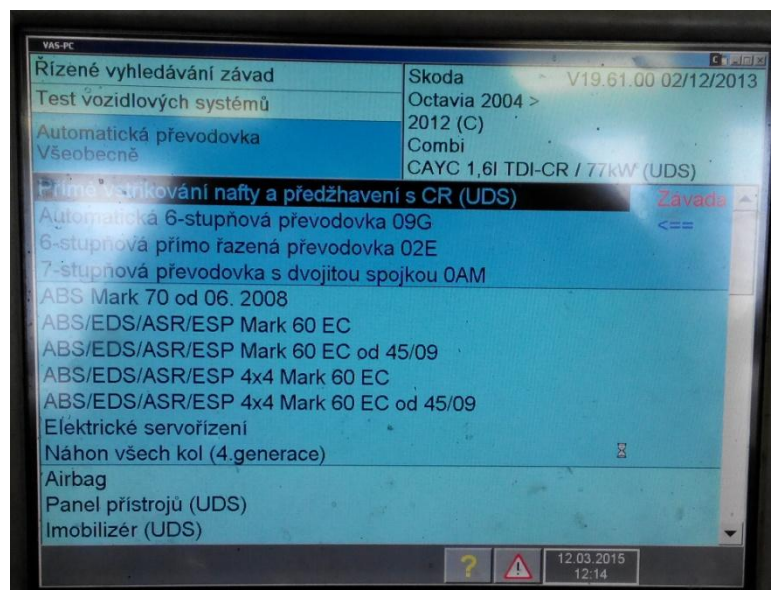 VAS-PC
Řízené vyhledávání závad
Test vozidlových systémů
Automatická převodovka
Všeobecně
Skoda V19.61.00 02/12/2013
Octavia 2004 >
2012 (C)
Combi
CAYC 1,6l TDI-CR / 77kW (UDS)
Přímé vstřikování nafty a předžhavení s CR (UDS) Závada
Automatická 6-stupňová převodovka 09G <==
6-stupňová přímo řazená převodovka 02E
7-stupňová převodovka s dvojitou spojkou 0AM
ABS Mark 70 od 06. 2008
ABS/EDS/ASR/ESP Mark 60 EC
ABS/EDS/ASR/ESP Mark 60 EC od 45/09
ABS/EDS/ASR/ESP 4x4 Mark 60 EC
ABS/EDS/ASR/ESP 4x4 Mark 60 EC od 45/09
Elektrické servořízení
Náhon všech kol (4.generace)
Airbag
Panel přístrojů (UDS)
Imobilizér (UDS)
?
12.03.2015
12:14